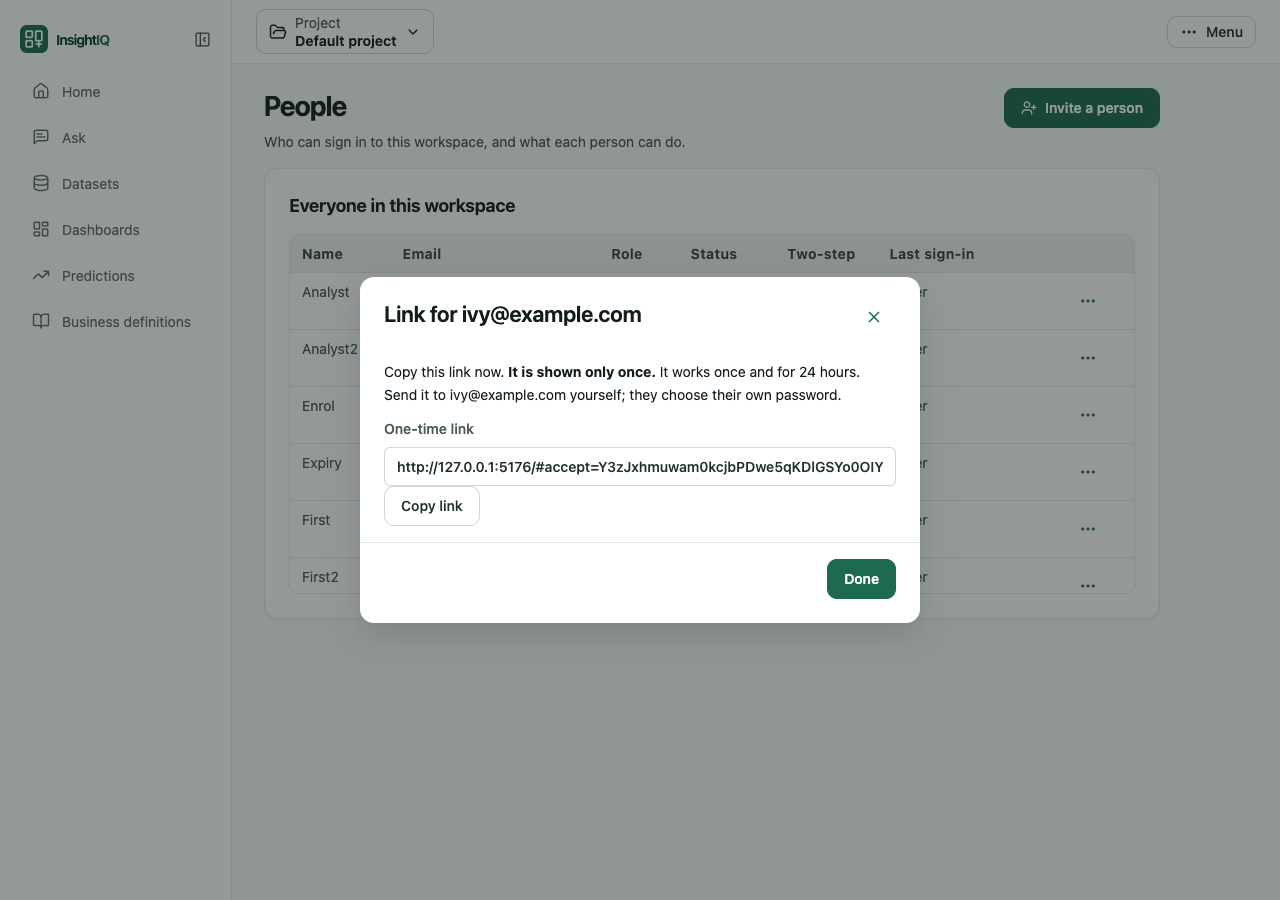 InsightIQ
Project
Default project
Menu
Home
Ask
Datasets
Dashboards
Predictions
Business definitions
People
Invite a person
Who can sign in to this workspace, and what each person can do.
Everyone in this workspace
Name Email Role Status Two-step Last sign-in
Analyst
Analyst2
Enrol
Expiry
First
First2
Link for ivy@example.com
Copy this link now. It is shown only once. It works once and for 24 hours.
Send it to ivy@example.com yourself; they choose their own password.
One-time link
http://127.0.0.1:5176/#accept=Y3zJxhmuwam0kcjbPDwe5qKDlGSYo0OIY
Copy link
Done